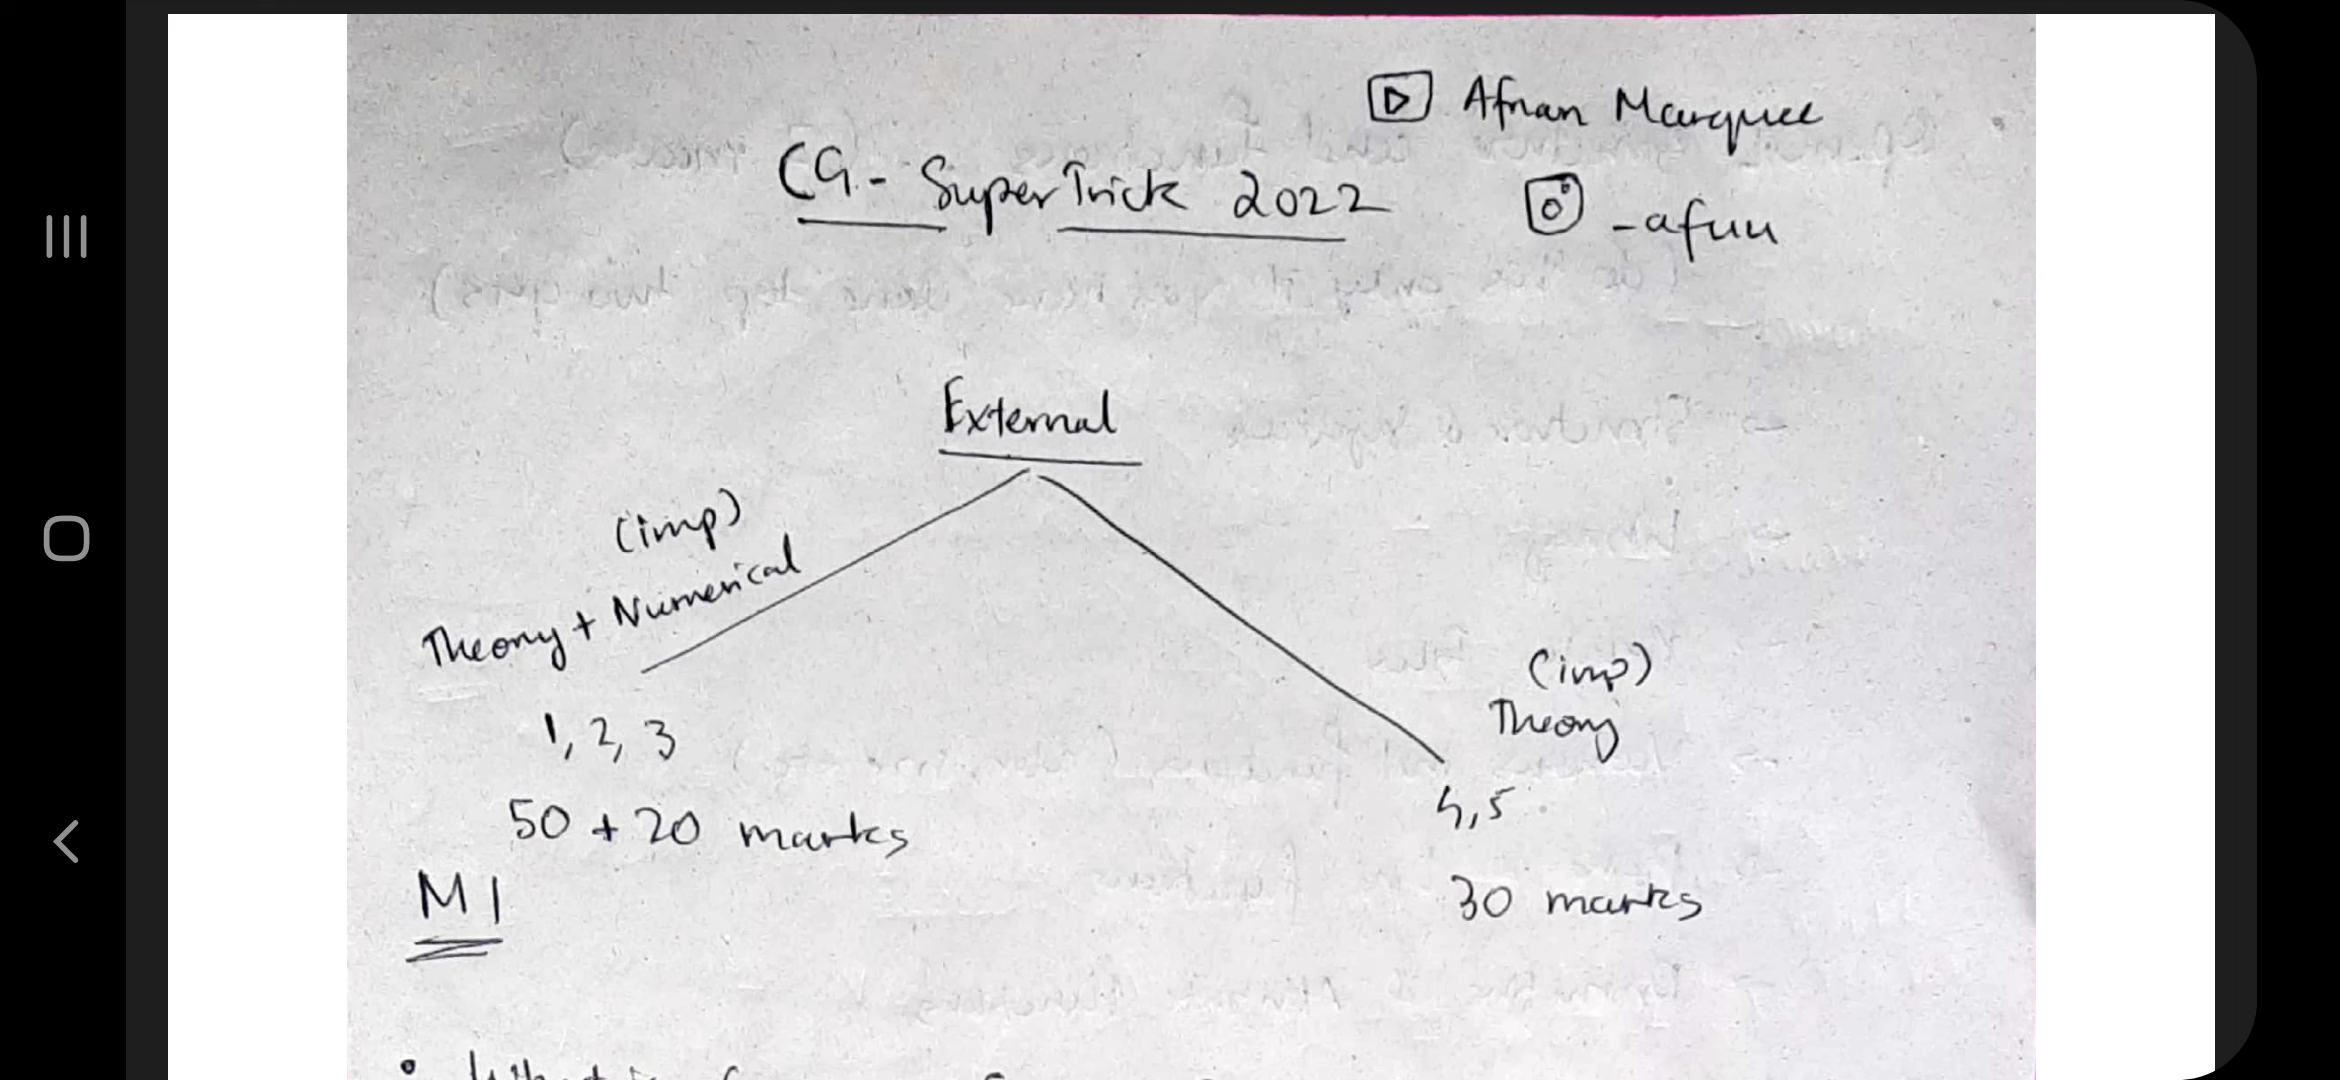 Afnan Marquee
CG - SuperTrick 2022
_afuu
External
(imp)
Theory + Numerical
(imp)
Theory
1, 2, 3
4, 5
50 + 20 marks
30 marks
M1